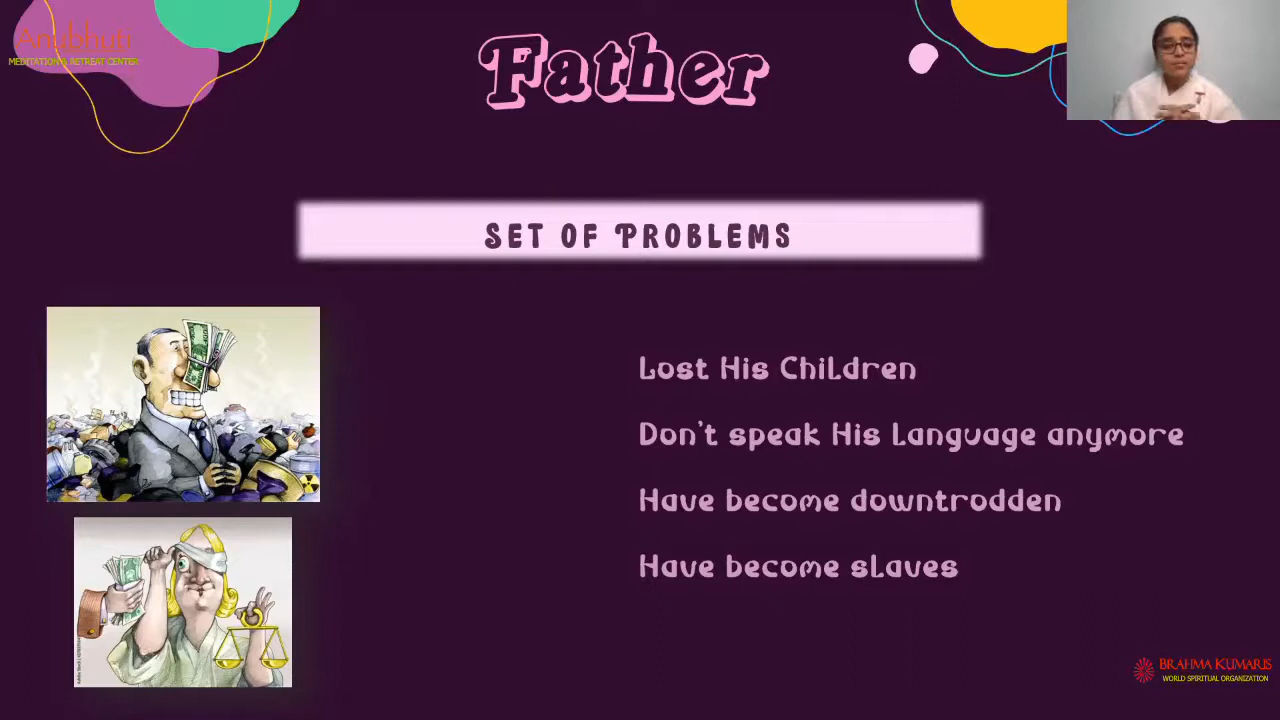 Anubhuti
MEDITATION & RETREAT CENTER
Father
SET OF PROBLEMS
Lost His Children
Don't speak His Language anymore
Have become downtrodden
Have become slaves
BRAHMA KUMARIS
WORLD SPIRITUAL ORGANIZATION